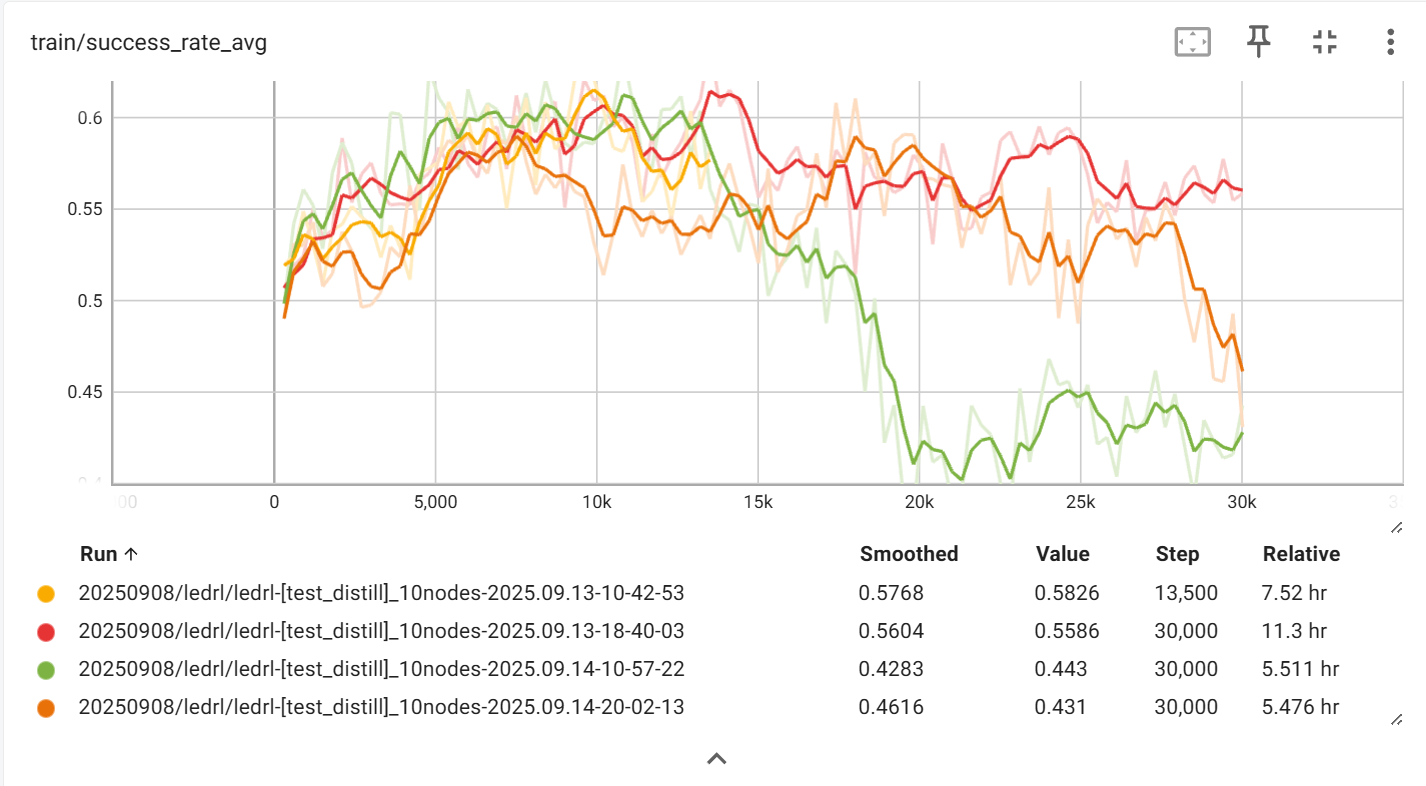 train/success_rate_avg
0.6
0.55
0.5
0.45
0.4
00 0 5,000 10k 15k 20k 25k 30k 3
Run ↑ Smoothed Value Step Relative
20250908/ledrl/ledrl-[test_distill]_10nodes-2025.09.13-10-42-53 0.5768 0.5826 13,500 7.52 hr
20250908/ledrl/ledrl-[test_distill]_10nodes-2025.09.13-18-40-03 0.5604 0.5586 30,000 11.3 hr
20250908/ledrl/ledrl-[test_distill]_10nodes-2025.09.14-10-57-22 0.4283 0.443 30,000 5.511 hr
20250908/ledrl/ledrl-[test_distill]_10nodes-2025.09.14-20-02-13 0.4616 0.431 30,000 5.476 hr